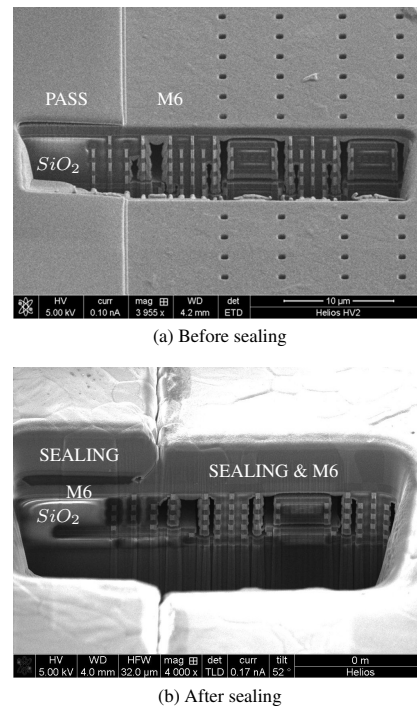 PASS M6
SiO2
HV curr mag WD det 10 µm
5.00 kV 0.10 nA 3 955 x 4.2 mm ETD Helios HV2
(a) Before sealing
SEALING
SEALING & M6
M6
SiO2
HV WD HFW mag det curr tilt 0 m
5.00 kV 4.0 mm 32.0 µm 4 000 x TLD 0.17 nA 52 ° Helios
(b) After sealing